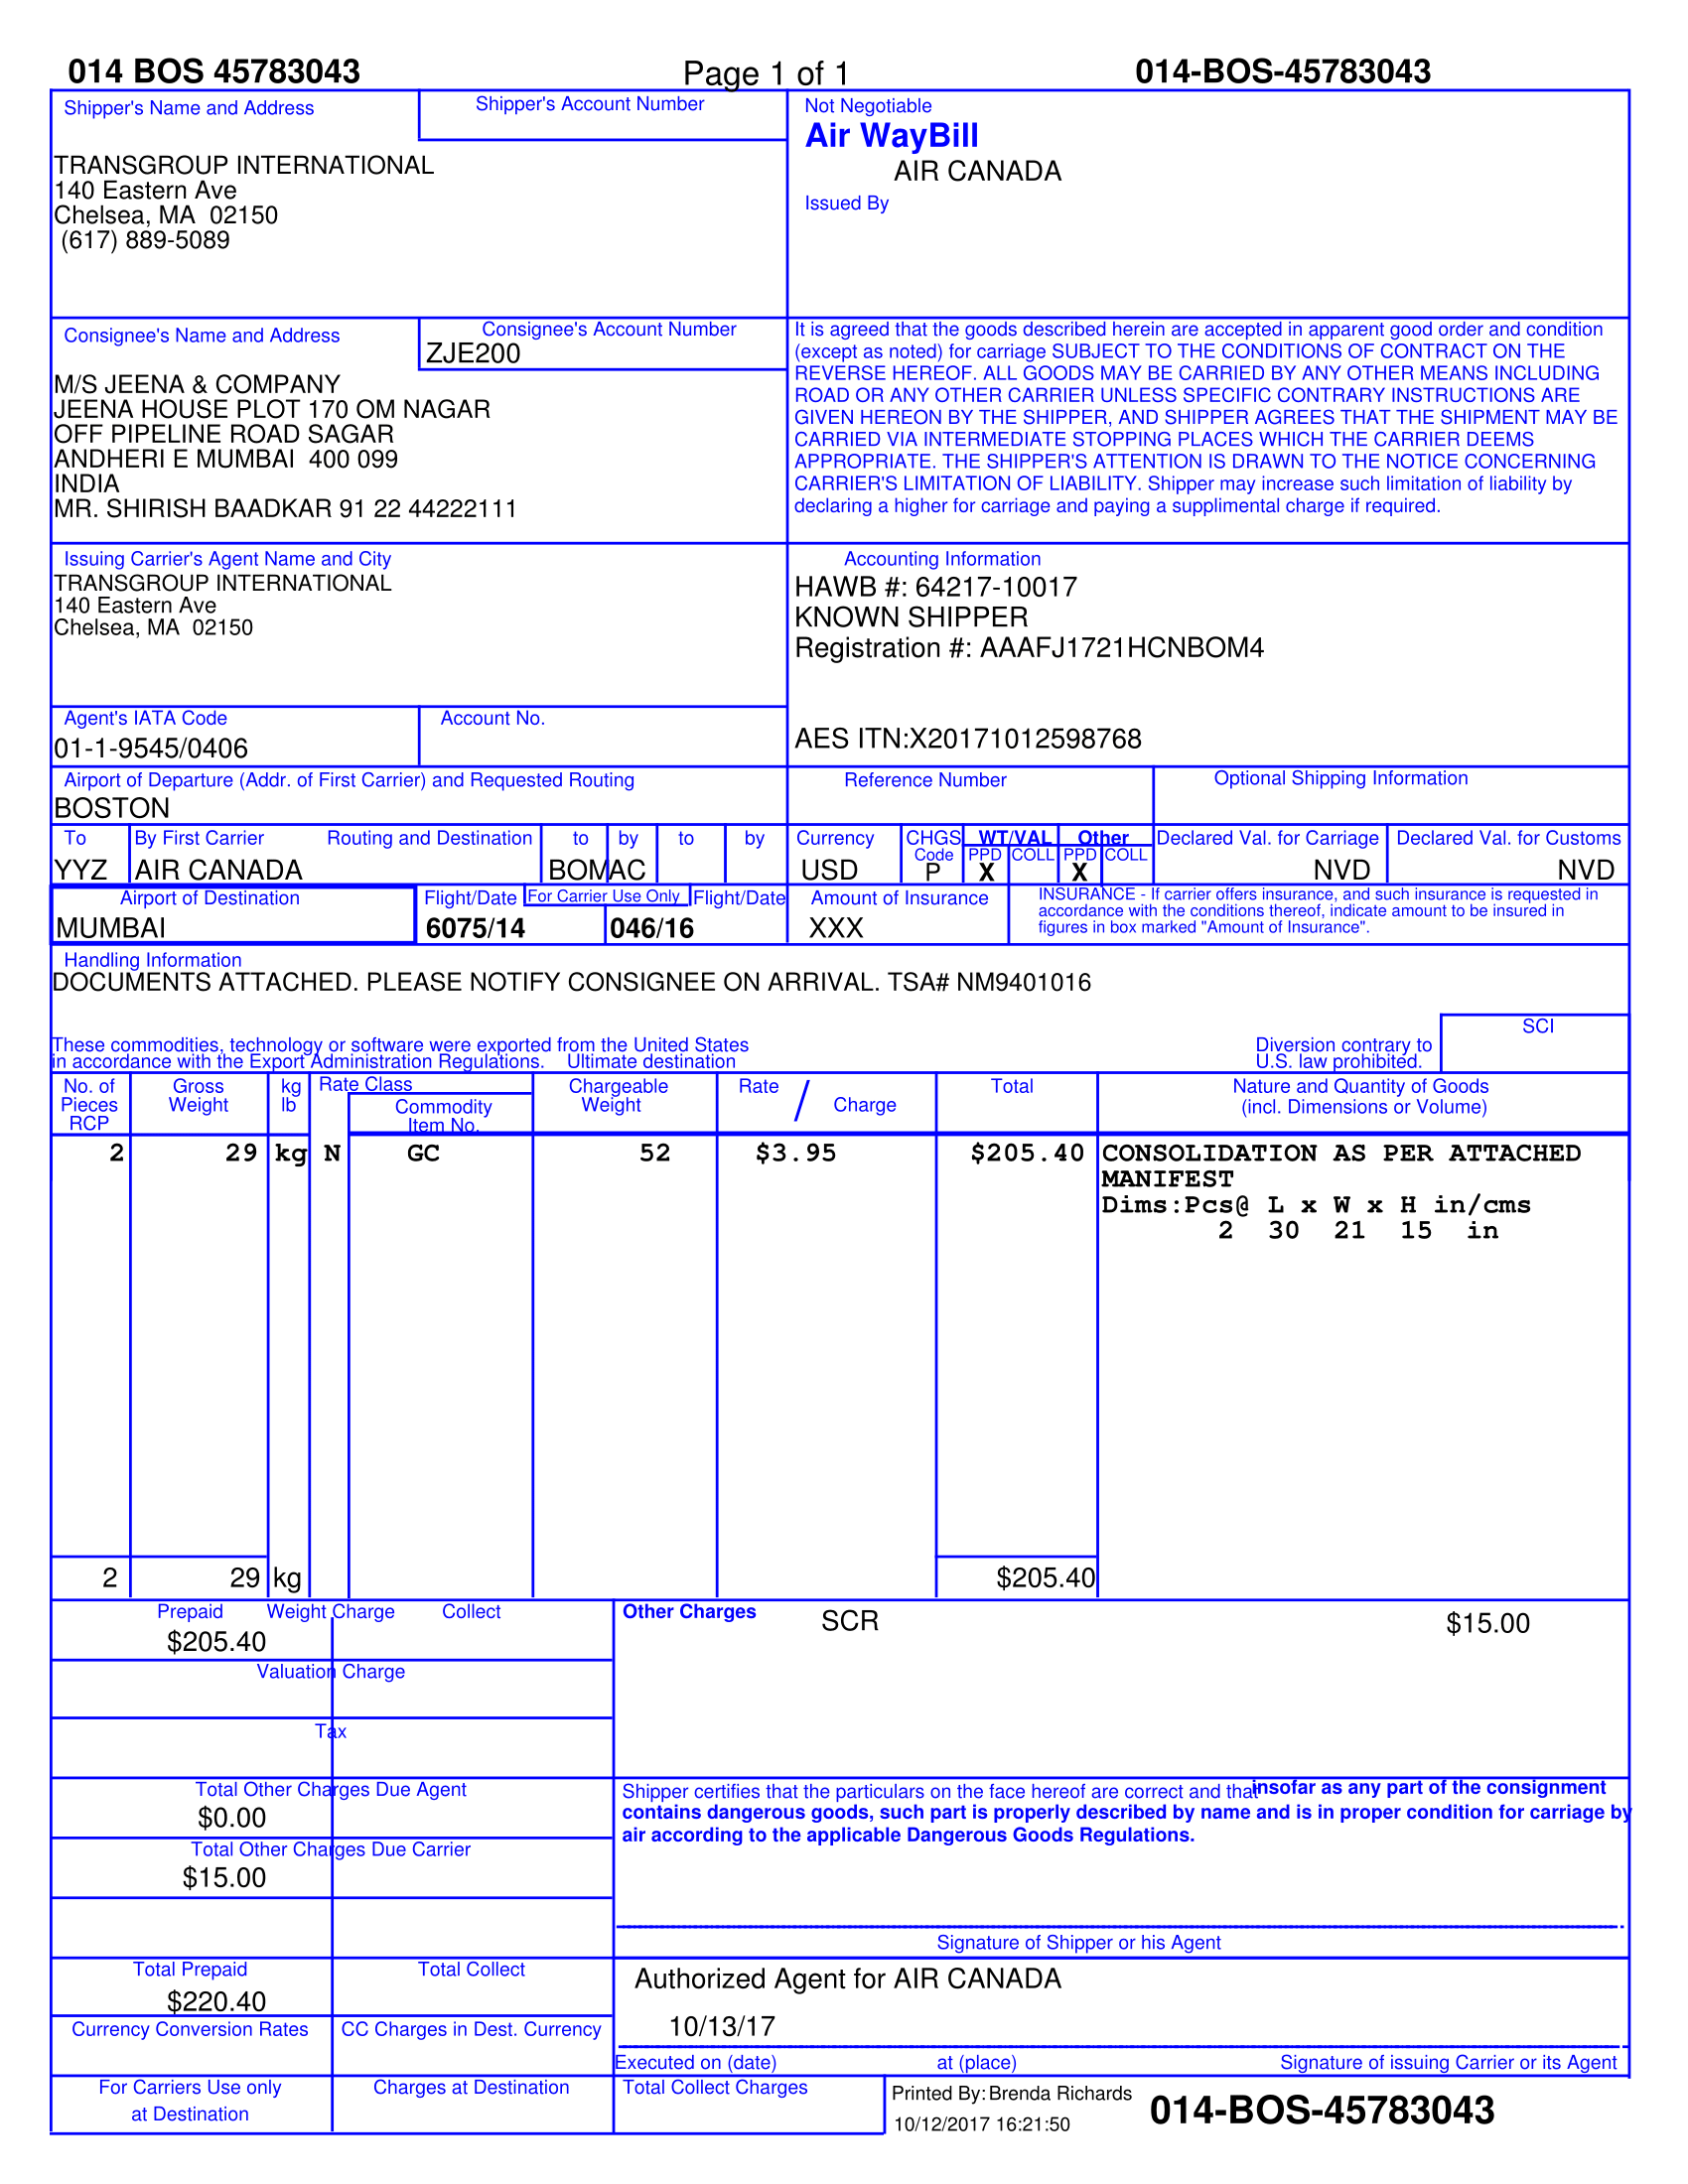 014 BOS 45783043
Page 1 of 1
014-BOS-45783043
Shipper's Name and Address
Shipper's Account Number
TRANSGROUP INTERNATIONAL
140 Eastern Ave
Chelsea, MA 02150
(617) 889-5089
Not Negotiable
Air WayBill
AIR CANADA
Issued By
Consignee's Name and Address
Consignee's Account Number
ZJE200
M/S JEENA & COMPANY
JEENA HOUSE PLOT 170 OM NAGAR
OFF PIPELINE ROAD SAGAR
ANDHERI E MUMBAI 400 099
INDIA
MR. SHIRISH BAADKAR 91 22 44222111
It is agreed that the goods described herein are accepted in apparent good order and condition
(except as noted) for carriage SUBJECT TO THE CONDITIONS OF CONTRACT ON THE
REVERSE HEREOF. ALL GOODS MAY BE CARRIED BY ANY OTHER MEANS INCLUDING
ROAD OR ANY OTHER CARRIER UNLESS SPECIFIC CONTRARY INSTRUCTIONS ARE
GIVEN HEREON BY THE SHIPPER, AND SHIPPER AGREES THAT THE SHIPMENT MAY BE
CARRIED VIA INTERMEDIATE STOPPING PLACES WHICH THE CARRIER DEEMS
APPROPRIATE. THE SHIPPER'S ATTENTION IS DRAWN TO THE NOTICE CONCERNING
CARRIER'S LIMITATION OF LIABILITY. Shipper may increase such limitation of liability by
declaring a higher for carriage and paying a supplimental charge if required.
Issuing Carrier's Agent Name and City
TRANSGROUP INTERNATIONAL
140 Eastern Ave
Chelsea, MA 02150
Accounting Information
HAWB #: 64217-10017
KNOWN SHIPPER
Registration #: AAAFJ1721HCNBOM4
AES ITN:X20171012598768
Agent's IATA Code
01-1-9545/0406
Account No.
Airport of Departure (Addr. of First Carrier) and Requested Routing
BOSTON
Reference Number
Optional Shipping Information
To
By First Carrier
Routing and Destination
to
by
to
by
Currency
CHGS Code
WT/VAL
Other
PPD COLL PPD COLL
Declared Val. for Carriage
Declared Val. for Customs
YYZ
AIR CANADA
BOM
AC
USD
P
X
X
NVD
NVD
Airport of Destination
MUMBAI
Flight/Date
For Carrier Use Only
Flight/Date
6075/14
046/16
Amount of Insurance
XXX
INSURANCE - If carrier offers insurance, and such insurance is requested in
accordance with the conditions thereof, indicate amount to be insured in
figures in box marked "Amount of Insurance".
Handling Information
DOCUMENTS ATTACHED. PLEASE NOTIFY CONSIGNEE ON ARRIVAL. TSA# NM9401016
These commodities, technology or software were exported from the United States
in accordance with the Export Administration Regulations. Ultimate destination
Diversion contrary to
U.S. law prohibited.
SCI
No. of Pieces RCP
Gross Weight
kg lb
Rate Class
Commodity Item No.
Chargeable Weight
Rate / Charge
Total
Nature and Quantity of Goods
(incl. Dimensions or Volume)
2 29 kg N GC 52 $3.95 $205.40 CONSOLIDATION AS PER ATTACHED
MANIFEST
Dims:Pcs@ L x W x H in/cms
2 30 21 15 in
2 29 kg $205.40
Prepaid
Weight Charge
Collect
$205.40
Other Charges
SCR
$15.00
Valuation Charge
Tax
Total Other Charges Due Agent
$0.00
Total Other Charges Due Carrier
$15.00
Shipper certifies that the particulars on the face hereof are correct and that insofar as any part of the consignment
contains dangerous goods, such part is properly described by name and is in proper condition for carriage by
air according to the applicable Dangerous Goods Regulations.
Signature of Shipper or his Agent
Total Prepaid
Total Collect
$220.40
Authorized Agent for AIR CANADA
10/13/17
Currency Conversion Rates
CC Charges in Dest. Currency
Executed on (date)
at (place)
Signature of issuing Carrier or its Agent
For Carriers Use only
at Destination
Charges at Destination
Total Collect Charges
Printed By: Brenda Richards
10/12/2017 16:21:50
014-BOS-45783043